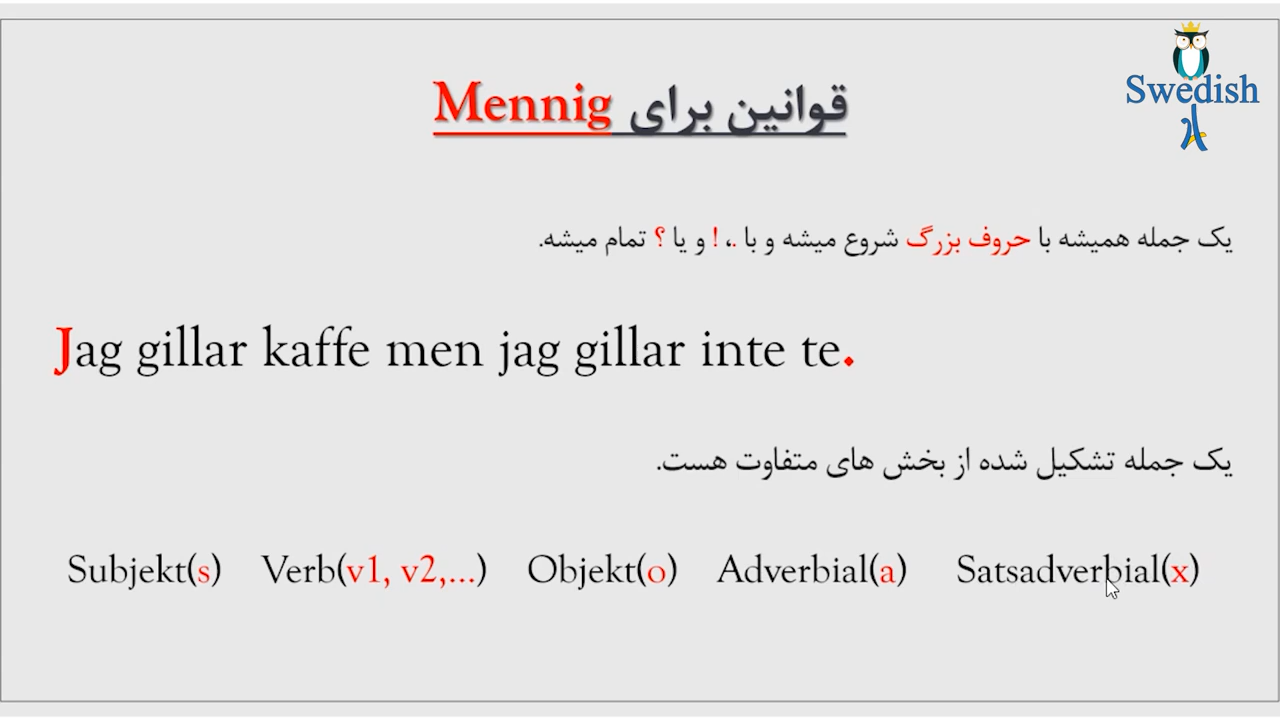 Swedish
قوانین برای Mennig
یک جمله همیشه با حروف بزرگ شروع میشه و با .، ! و یا ؟ تمام میشه.
Jag gillar kaffe men jag gillar inte te.
یک جمله تشکیل شده از بخش های متفاوت هست.
Subjekt(s) Verb(v1, v2,...) Objekt(o) Adverbial(a) Satsadverbial(x)